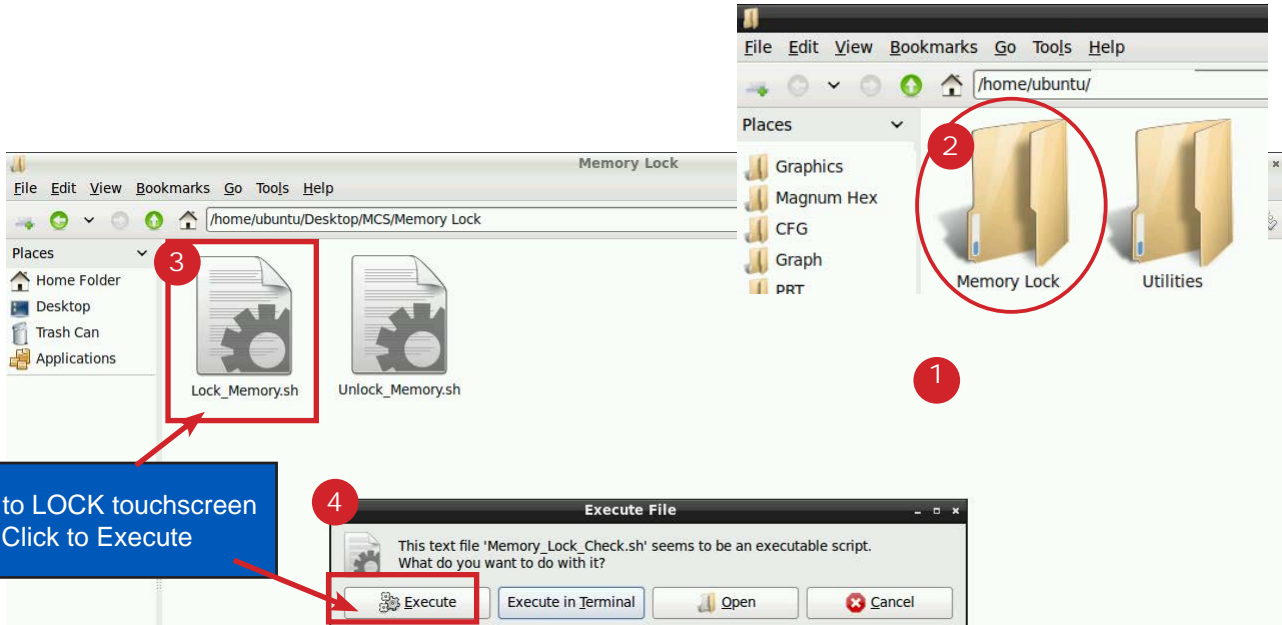 File Edit View Bookmarks Go Tools Help
/home/ubuntu/
Places
Graphics
Magnum Hex
CFG
Graph
PRT
2
Memory Lock
Utilities
1
Memory Lock
File Edit View Bookmarks Go Tools Help
/home/ubuntu/Desktop/MCS/Memory Lock
Places
Home Folder
Desktop
Trash Can
Applications
3
Lock_Memory.sh
Unlock_Memory.sh
to LOCK touchscreen
Click to Execute
4
Execute File
This text file 'Memory_Lock_Check.sh' seems to be an executable script.
What do you want to do with it?
Execute
Execute in Terminal
Open
Cancel